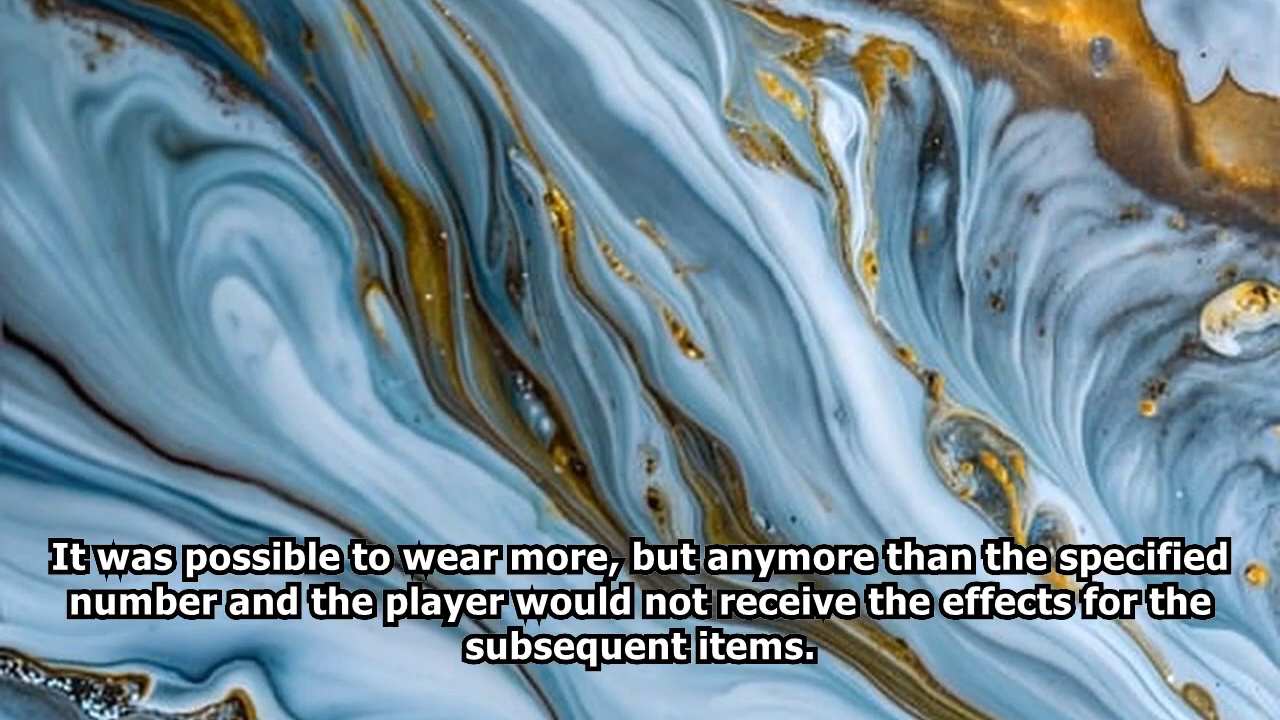 It was possible to wear more, but anymore than the specified
number and the player would not receive the effects for the
subsequent items.